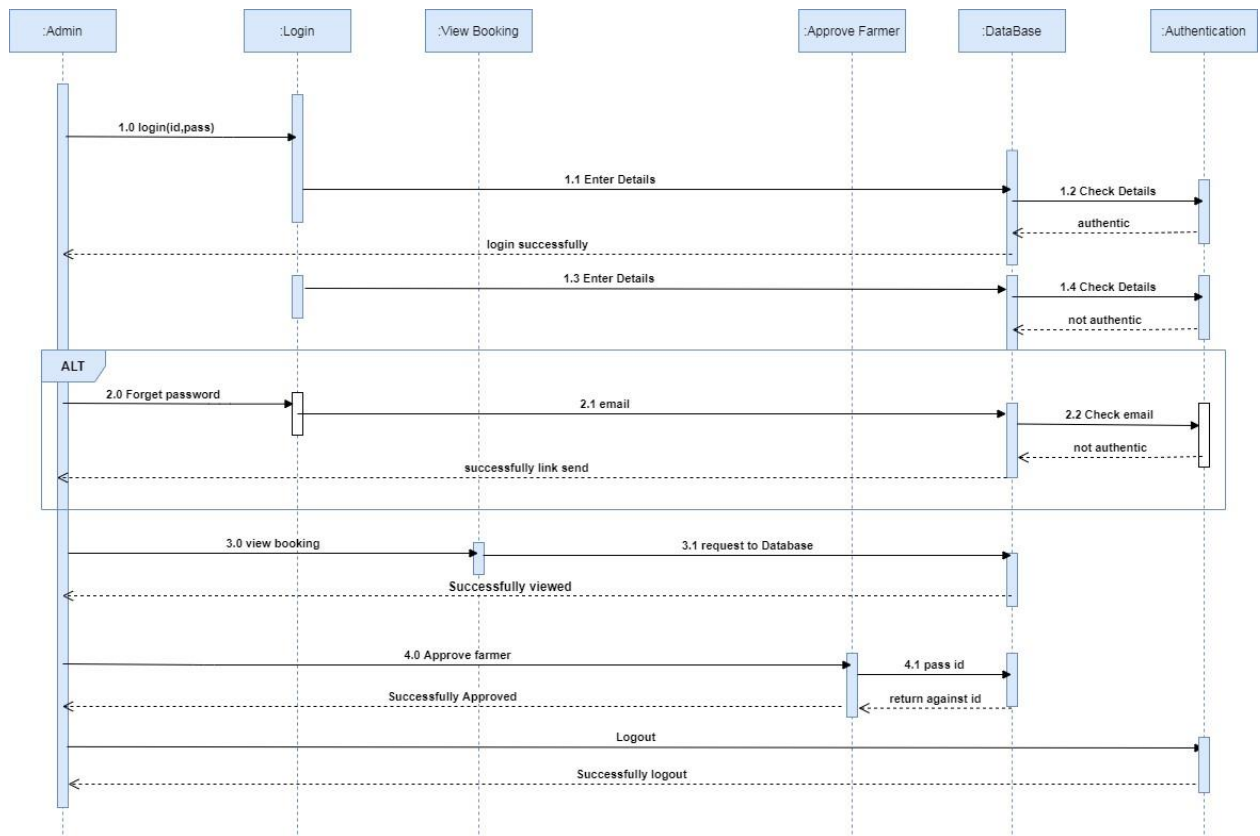 :Admin
:Login
:View Booking
:Approve Farmer
:DataBase
:Authentication
1.0 login(id,pass)
1.1 Enter Details
1.2 Check Details
authentic
login successfully
1.3 Enter Details
1.4 Check Details
not authentic
ALT
2.0 Forget password
2.1 email
2.2 Check email
not authentic
successfully link send
3.0 view booking
3.1 request to Database
Successfully viewed
4.0 Approve farmer
4.1 pass id
Successfully Approved
return against id
Logout
Successfully logout